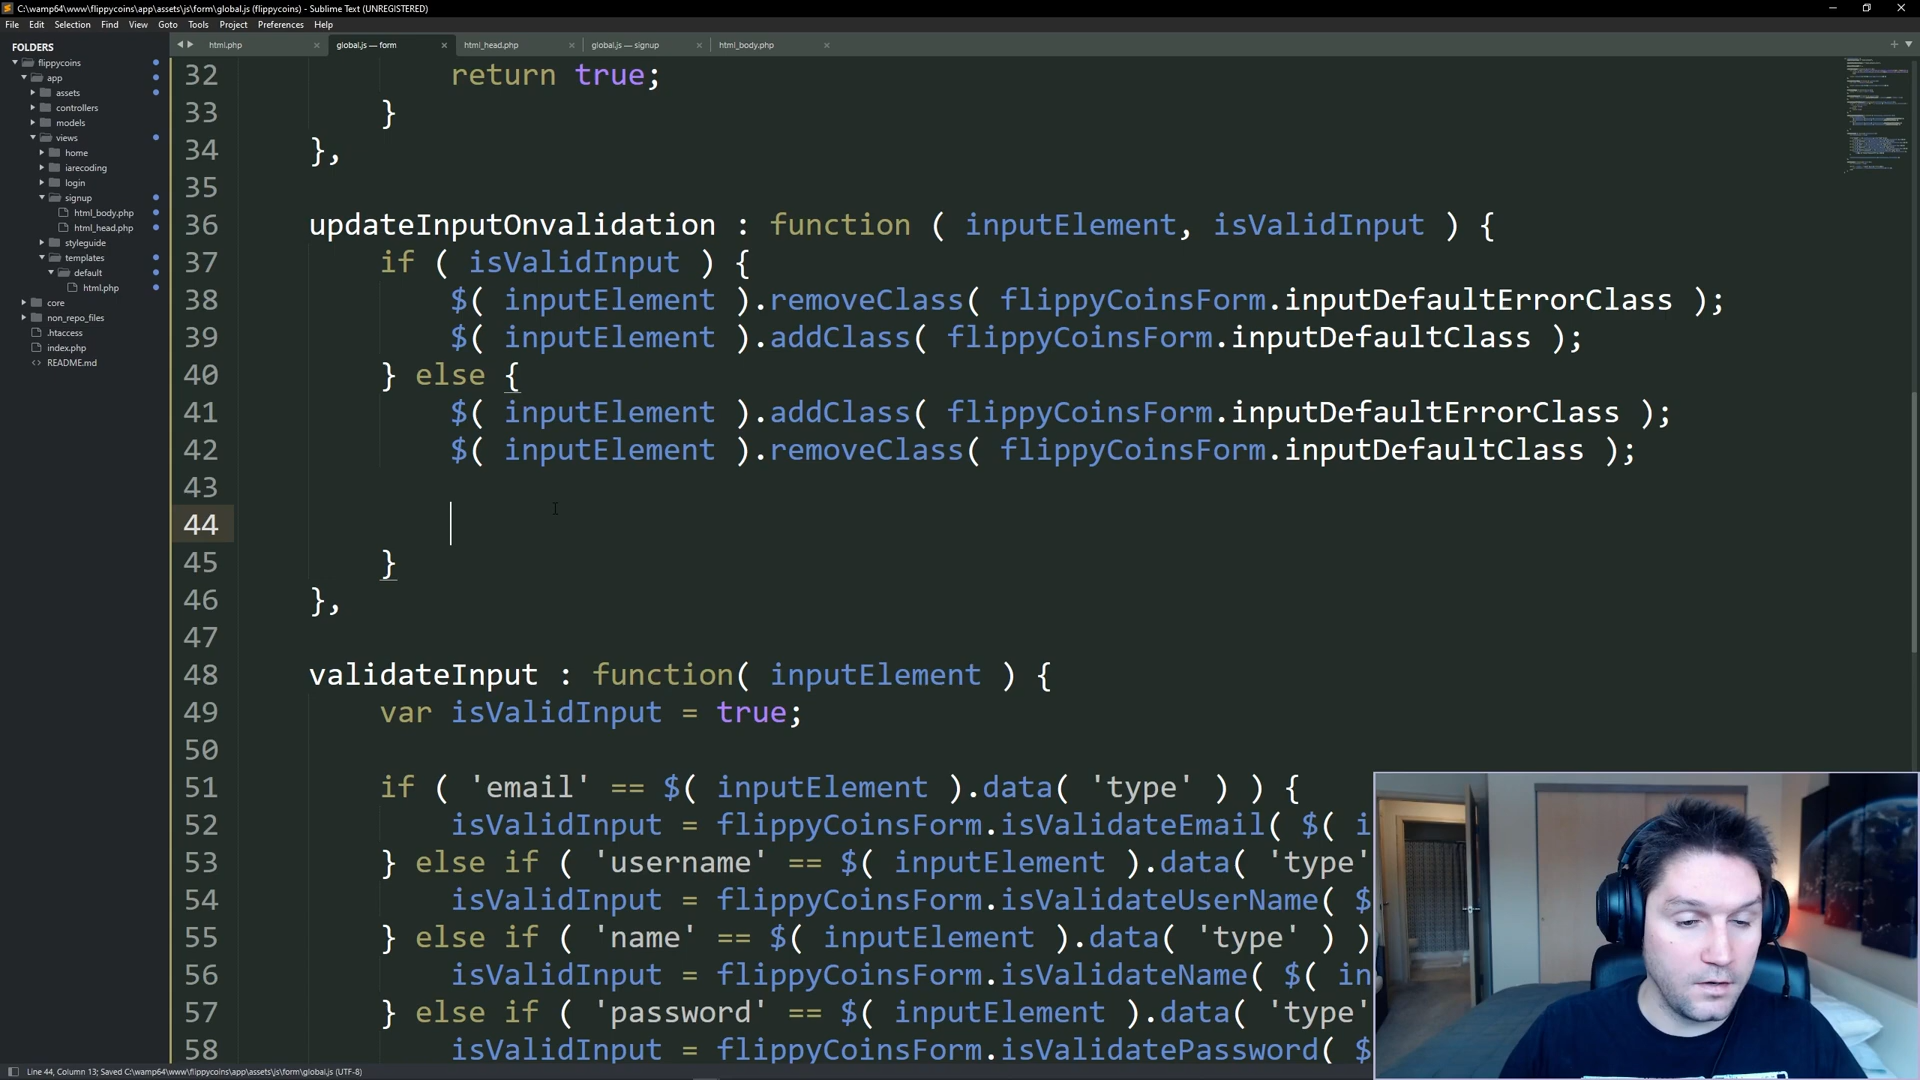 C:\wamp64\www\flippycoins\app\assets\js\form\global.js (flippycoins) - Sublime Text (UNREGISTERED)
File Edit Selection Find View Goto Tools Project Preferences Help
FOLDERS
flippycoins
app
assets
controllers
models
views
home
iarecoding
login
signup
html_body.php
html_head.php
styleguide
templates
default
html.php
core
non_repo_files
.htaccess
index.php
README.md
html.php × global.js — form × html_head.php × global.js — signup × html_body.php ×
32 return true;
33 }
34 },
35
36 updateInputOnvalidation : function ( inputElement, isValidInput ) {
37 if ( isValidInput ) {
38 $( inputElement ).removeClass( flippyCoinsForm.inputDefaultErrorClass );
39 $( inputElement ).addClass( flippyCoinsForm.inputDefaultClass );
40 } else {
41 $( inputElement ).addClass( flippyCoinsForm.inputDefaultErrorClass );
42 $( inputElement ).removeClass( flippyCoinsForm.inputDefaultClass );
43
44
45 }
46 },
47
48 validateInput : function( inputElement ) {
49 var isValidInput = true;
50
51 if ( 'email' == $( inputElement ).data( 'type' ) ) {
52 isValidInput = flippyCoinsForm.isValidateEmail( $( i
53 } else if ( 'username' == $( inputElement ).data( 'type'
54 isValidInput = flippyCoinsForm.isValidateUserName( $
55 } else if ( 'name' == $( inputElement ).data( 'type' ) )
56 isValidInput = flippyCoinsForm.isValidateName( $( in
57 } else if ( 'password' == $( inputElement ).data( 'type'
58 isValidInput = flippyCoinsForm.isValidatePassword( $
Line 44, Column 13; Saved C:\wamp64\www\flippycoins\app\assets\js\form\global.js (UTF-8)